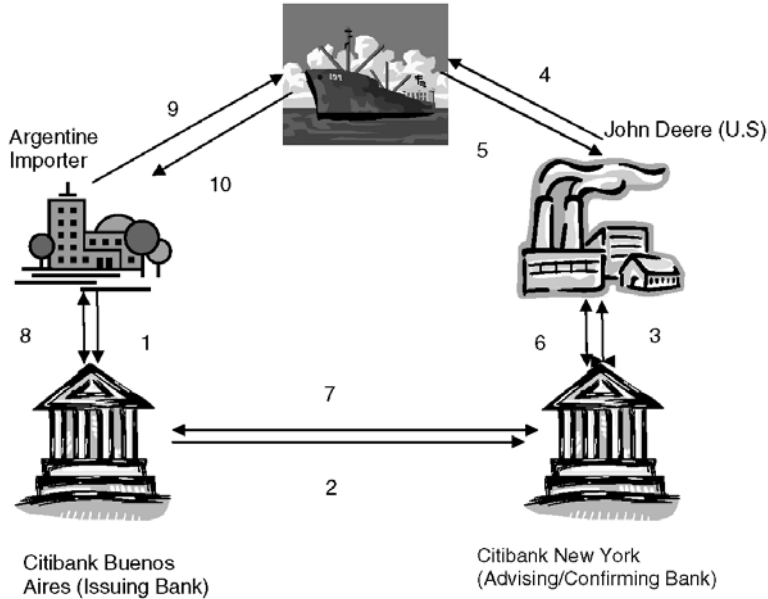 9
4
Argentine
Importer
John Deere (U.S)
5
10
8
1
6
3
7
2
Citibank Buenos
Aires (Issuing Bank)
Citibank New York
(Advising/Confirming Bank)